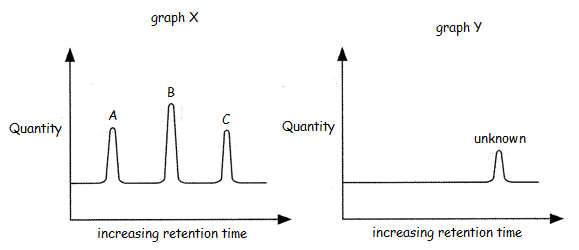 graph X
graph Y
A
B
C
Quantity
increasing retention time
Quantity
unknown
increasing retention time